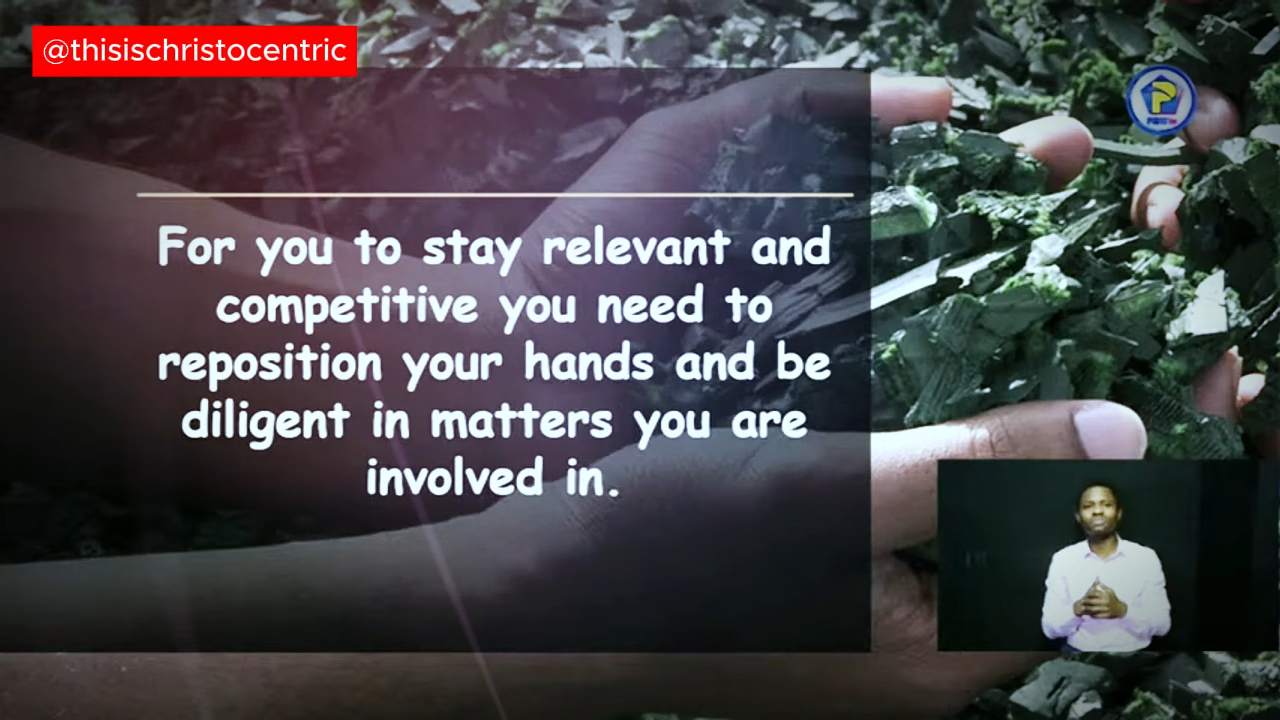 @thisischristocentric
For you to stay relevant and
competitive you need to
reposition your hands and be
diligent in matters you are
involved in.